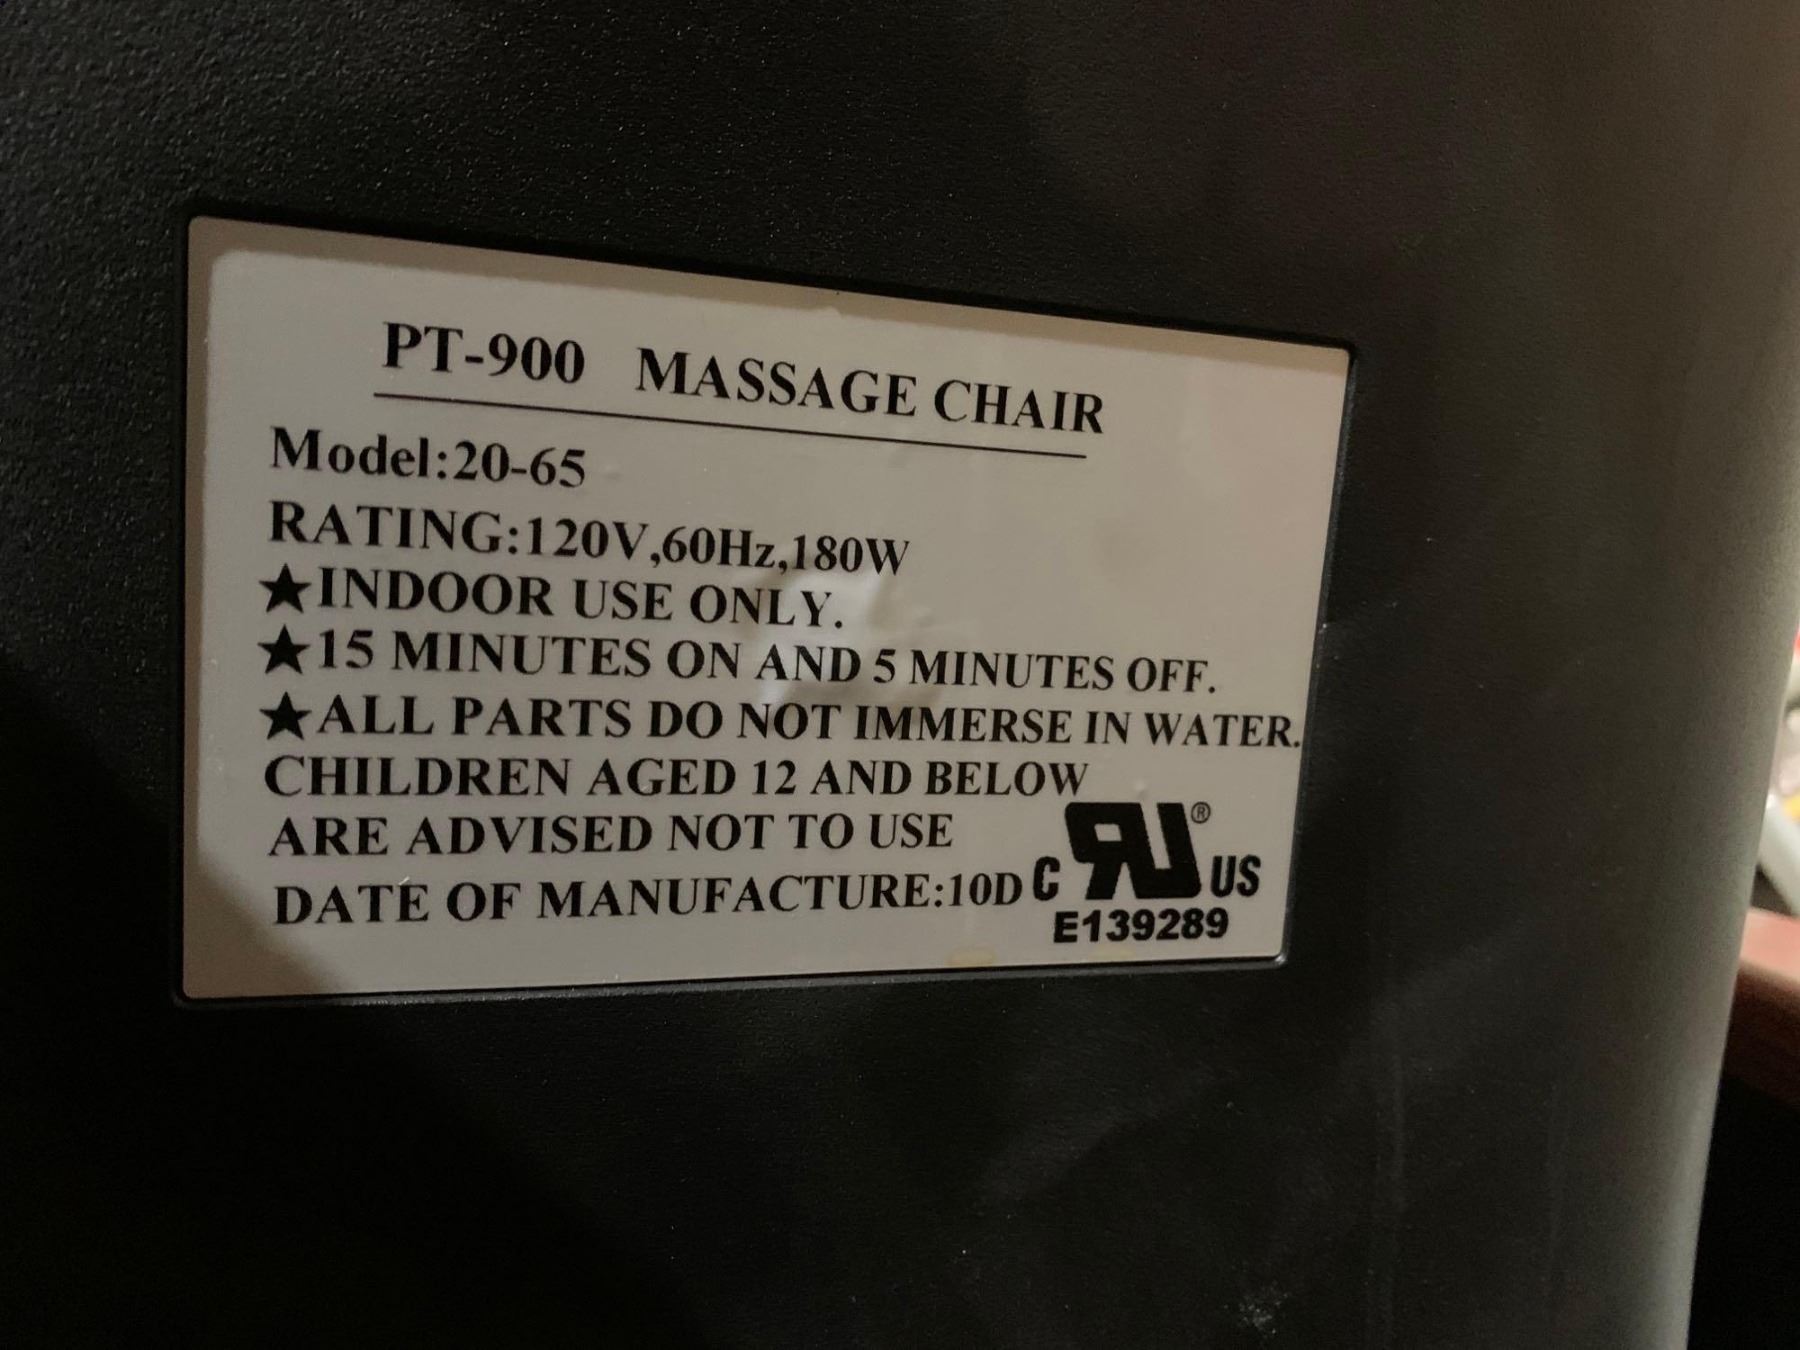 PT-900 MASSAGE CHAIR
Model:20-65
RATING:120V,60Hz,180W
★INDOOR USE ONLY.
★15 MINUTES ON AND 5 MINUTES OFF.
★ALL PARTS DO NOT IMMERSE IN WATER.
CHILDREN AGED 12 AND BELOW
ARE ADVISED NOT TO USE
DATE OF MANUFACTURE:10D
C RU® US
E139289